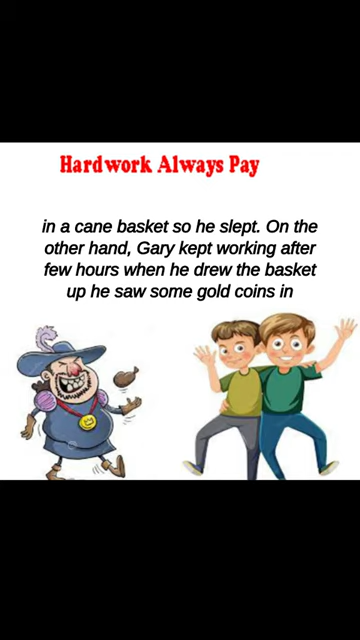 Hardwork Always Pay
in a cane basket so he slept. On the
other hand, Gary kept working after
few hours when he drew the basket
up he saw some gold coins in